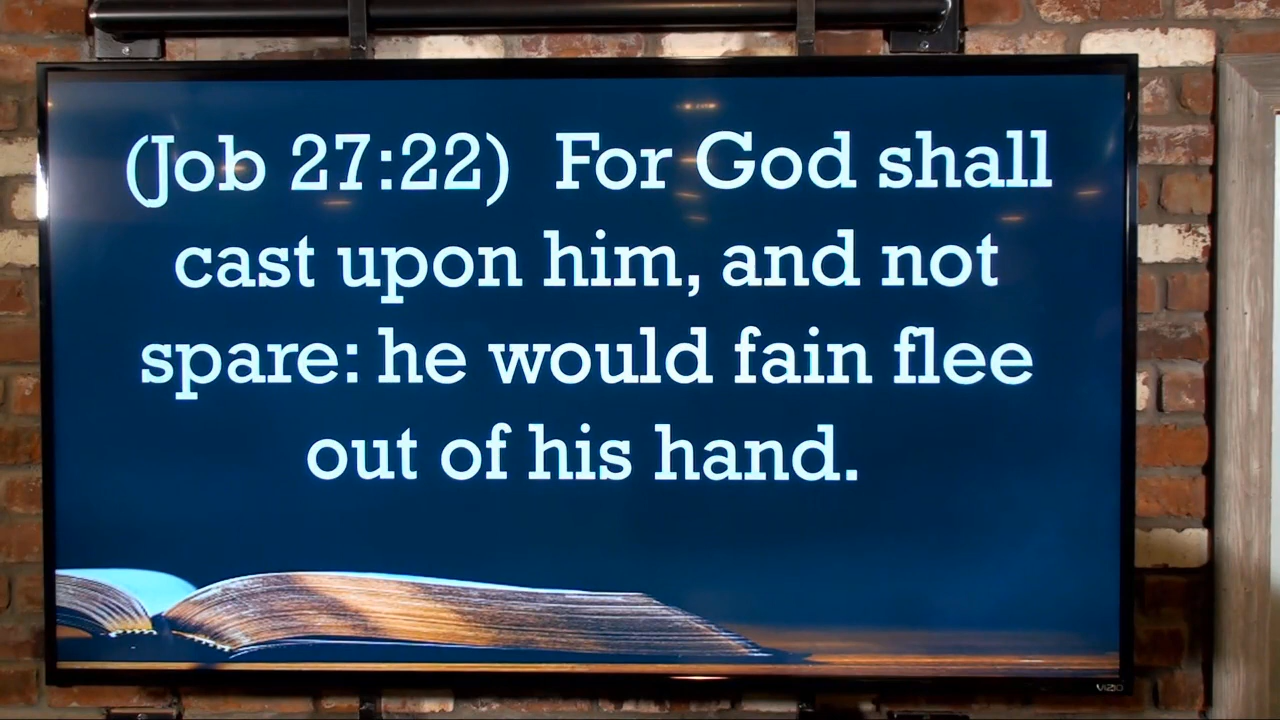 (Job 27:22) For God shall
cast upon him, and not
spare: he would fain flee
out of his hand.
VIZIO